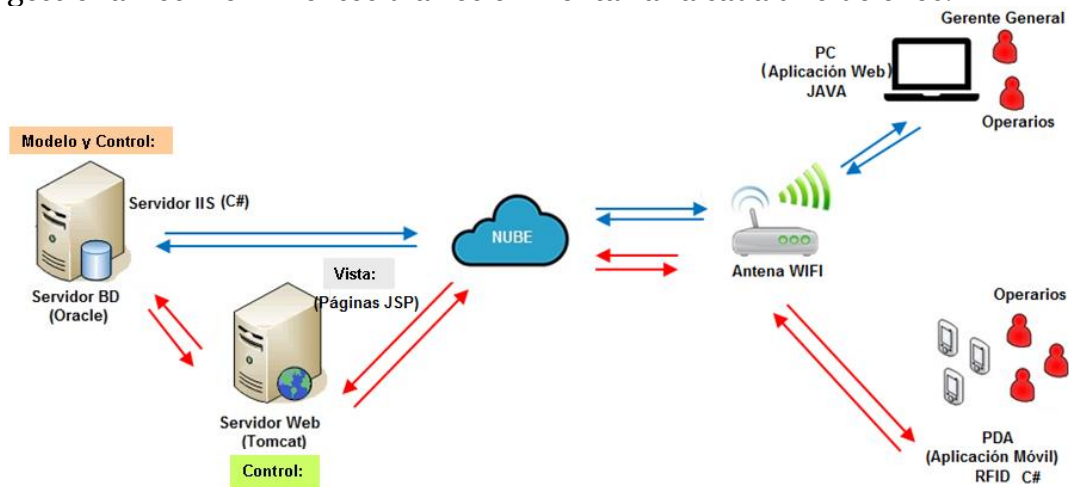 Gerente General
PC
(Aplicación Web)
JAVA
Operarios
Modelo y Control:
Servidor IIS (C#)
NUBE
Antena WIFI
Vista:
(Páginas JSP)
Servidor BD
(Oracle)
Operarios
Servidor Web
(Tomcat)
Control:
PDA
(Aplicación Móvil)
RFID C#